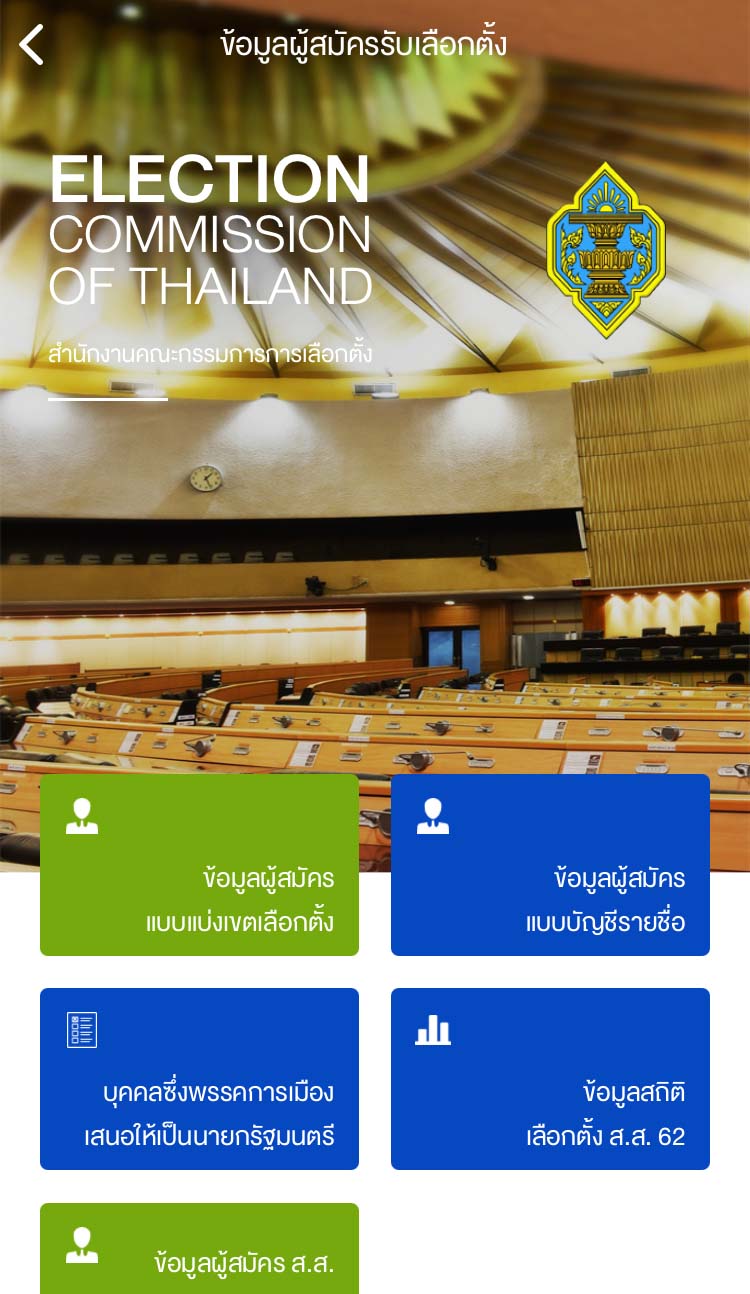 ข้อมูลผู้สมัครรับเลือกตั้ง
ELECTION
COMMISSION
OF THAILAND
สำนักงานคณะกรรมการการเลือกตั้ง
ข้อมูลผู้สมัคร
แบบแบ่งเขตเลือกตั้ง
ข้อมูลผู้สมัคร
แบบบัญชีรายชื่อ
บุคคลซึ่งพรรคการเมือง
เสนอให้เป็นนายกรัฐมนตรี
ข้อมูลสถิติ
เลือกตั้ง ส.ส. 62
ข้อมูลผู้สมัคร ส.ส.